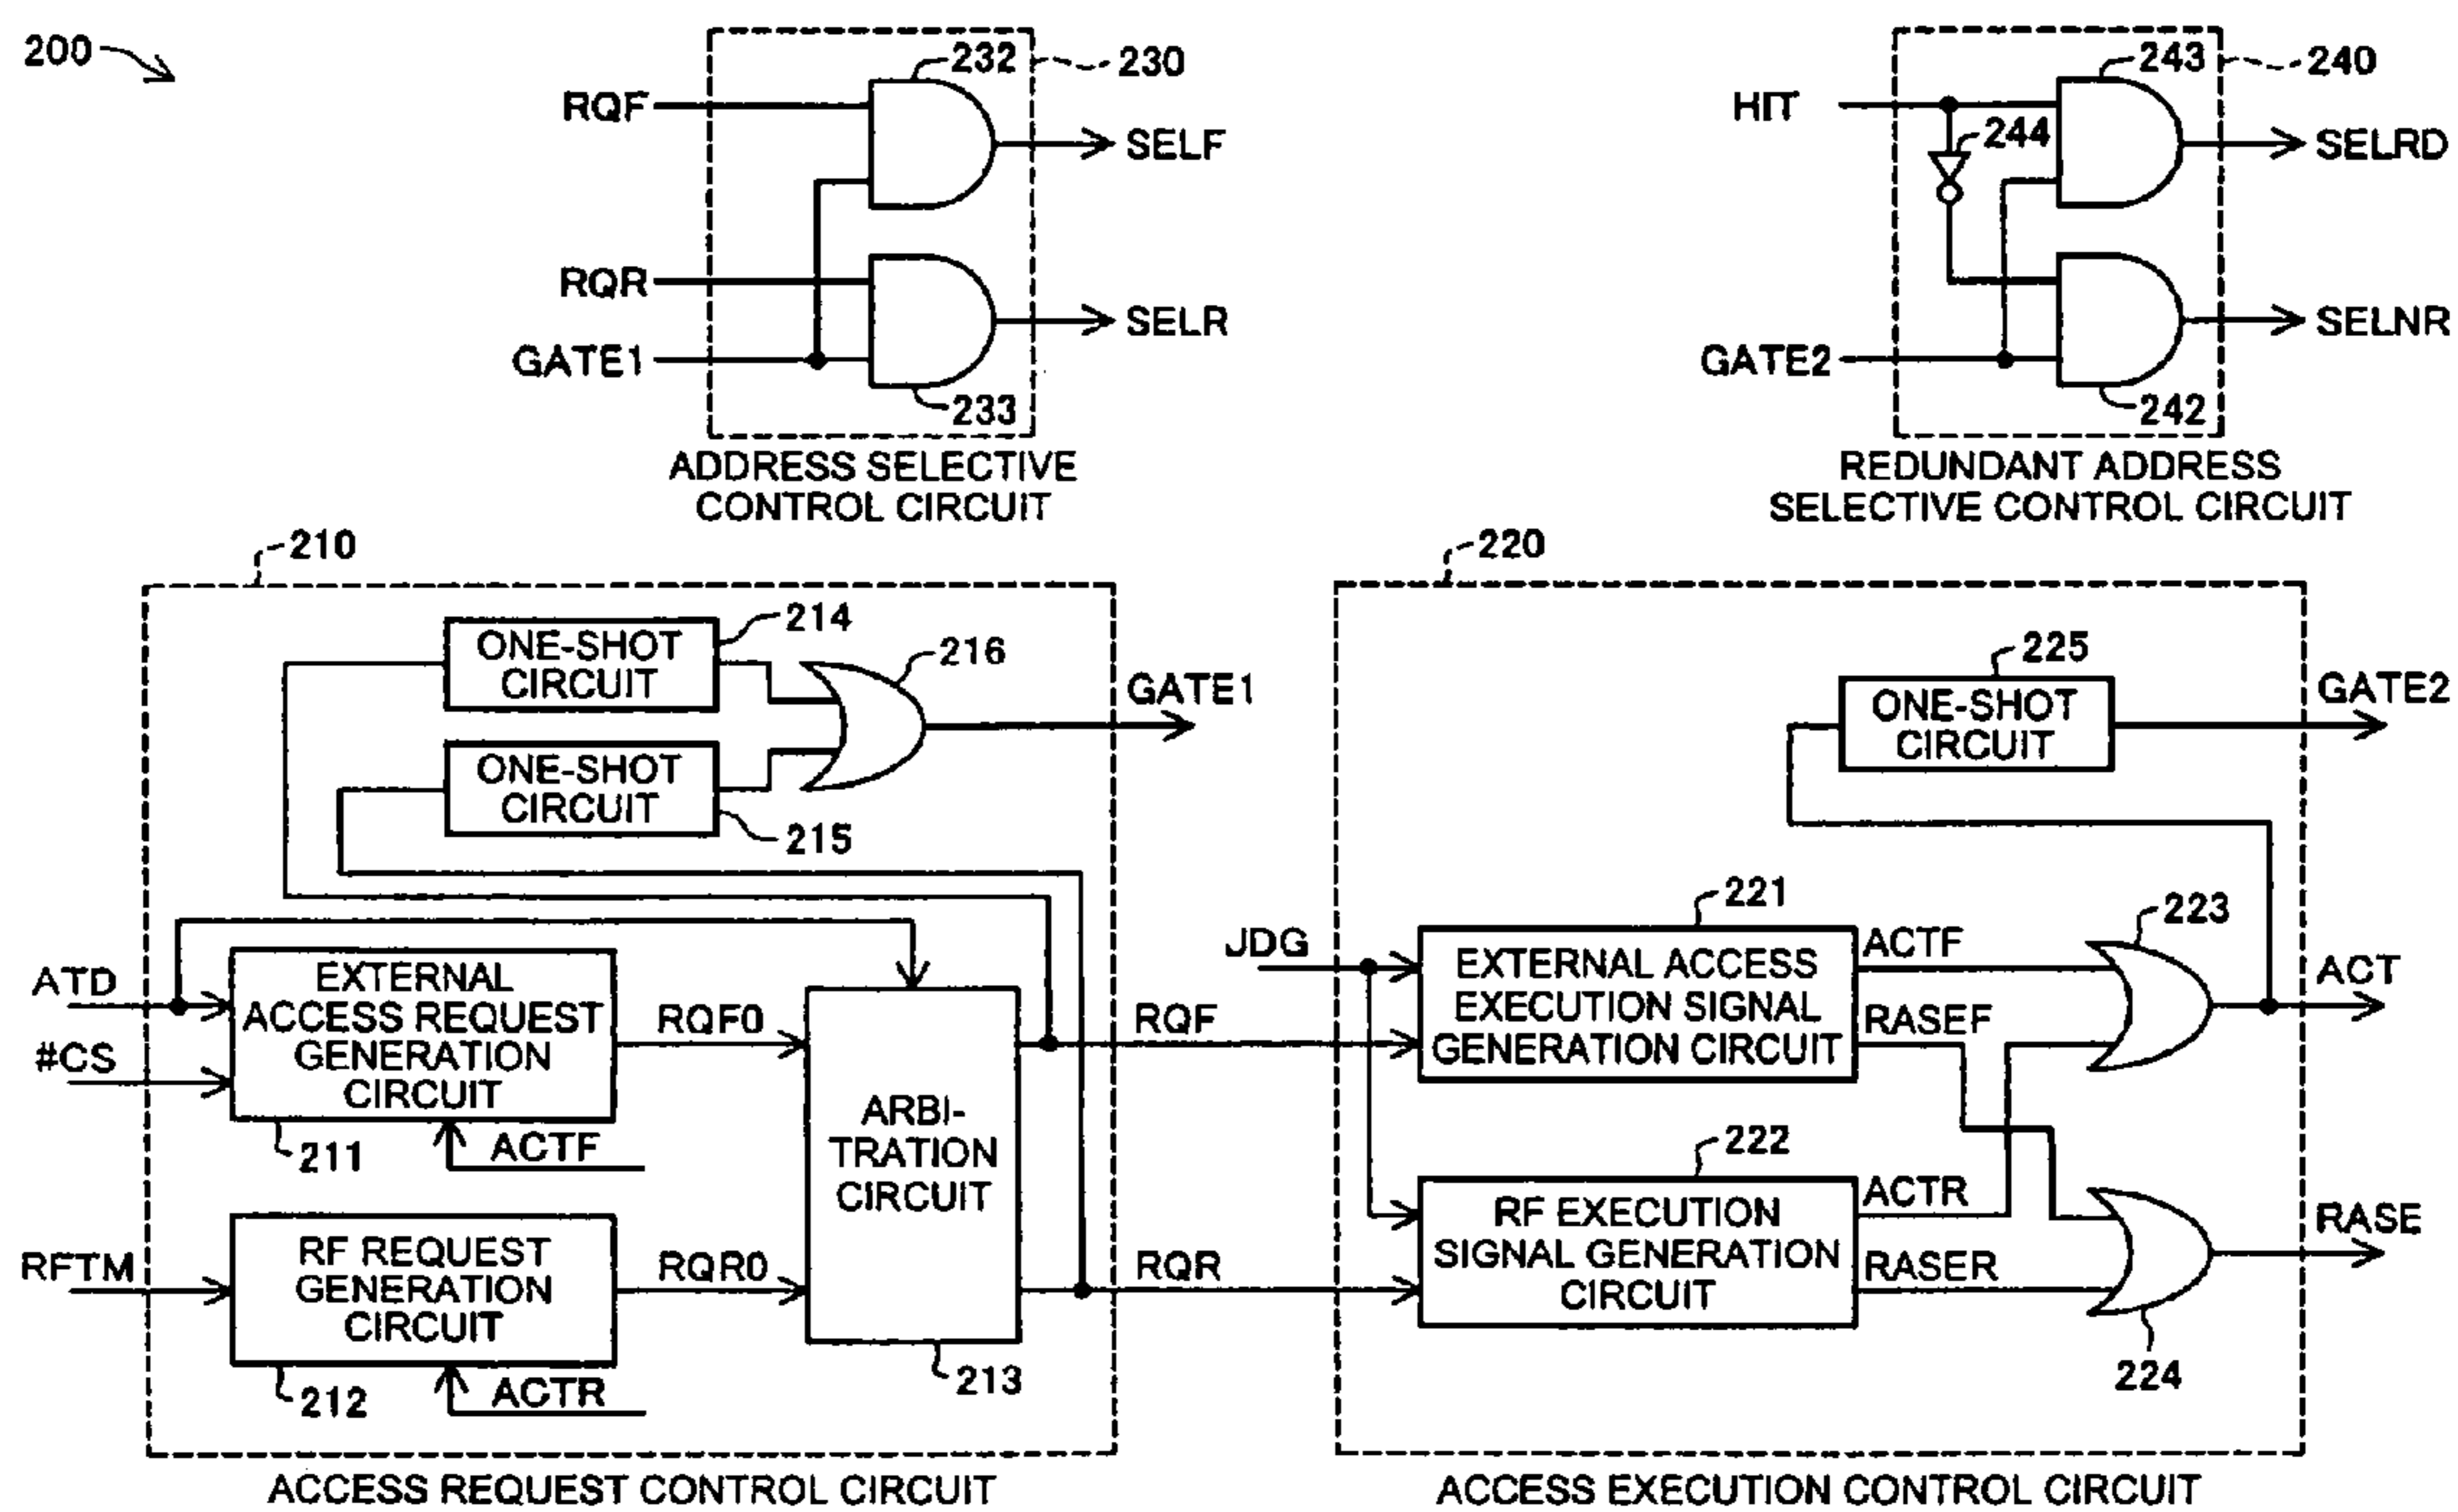 200
232
230
RQF
SELF
RQR
SELR
GATE1
233
ADDRESS SELECTIVE
CONTROL CIRCUIT
243
240
HIT
244
SELRD
SELNR
GATE2
242
REDUNDANT ADDRESS
SELECTIVE CONTROL CIRCUIT
210
214
ONE-SHOT
CIRCUIT
216
GATE1
ONE-SHOT
CIRCUIT
215
ATD
EXTERNAL
ACCESS REQUEST
GENERATION
CIRCUIT
#CS
RQF0
211
ACTF
ARBI-
TRATION
CIRCUIT
RFTM
RF REQUEST
GENERATION
CIRCUIT
RQR0
212
ACTR
213
RQF
RQR
ACCESS REQUEST CONTROL CIRCUIT
220
225
ONE-SHOT
CIRCUIT
GATE2
221
223
JDG
EXTERNAL ACCESS
EXECUTION SIGNAL
GENERATION CIRCUIT
ACTF
RASEF
ACT
222
RF EXECUTION
SIGNAL GENERATION
CIRCUIT
ACTR
RASER
RASE
224
ACCESS EXECUTION CONTROL CIRCUIT